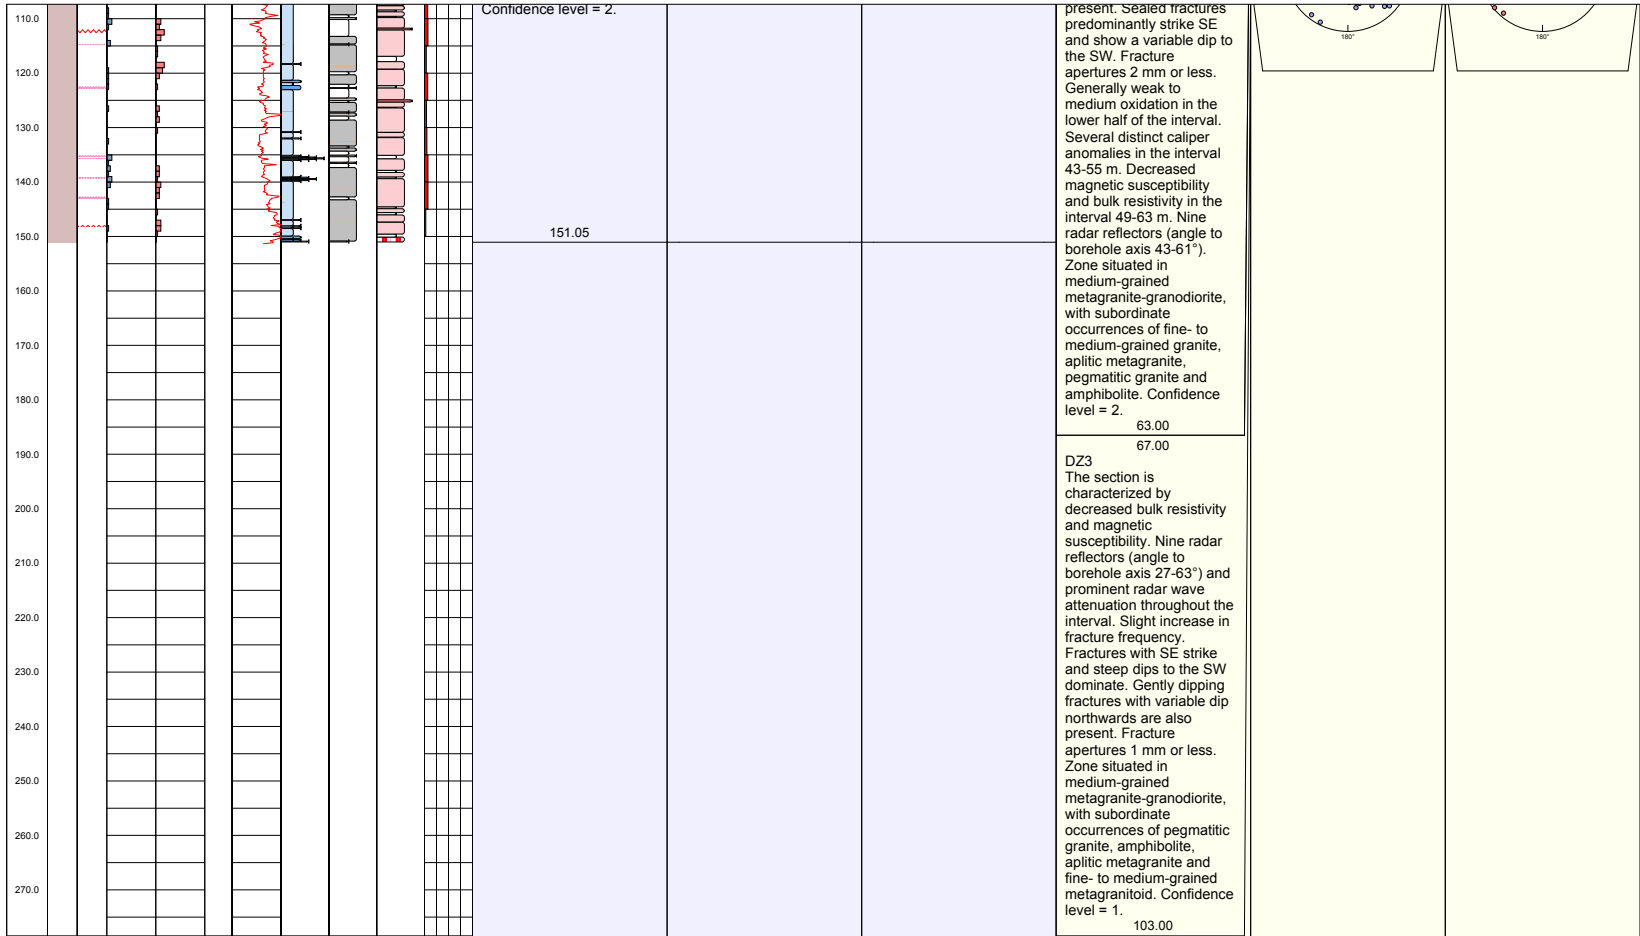 110.0
120.0
130.0
140.0
150.0
160.0
170.0
180.0
190.0
200.0
210.0
220.0
230.0
240.0
250.0
260.0
270.0
Confidence level = 2.
151.05
present. Sealed fractures
predominantly strike SE
and show a variable dip to
the SW. Fracture
apertures 2 mm or less.
Generally weak to
medium oxidation in the
lower half of the interval.
Several distinct caliper
anomalies in the interval
43-55 m. Decreased
magnetic susceptibility
and bulk resistivity in the
interval 49-63 m. Nine
radar reflectors (angle to
borehole axis 43-61°).
Zone situated in
medium-grained
metagranite-granodiorite,
with subordinate
occurrences of fine- to
medium-grained granite,
aplitic metagranite,
pegmatitic granite and
amphibolite. Confidence
level = 2.
63.00
67.00
DZ3
The section is
characterized by
decreased bulk resistivity
and magnetic
susceptibility. Nine radar
reflectors (angle to
borehole axis 27-63°) and
prominent radar wave
attenuation throughout the
interval. Slight increase in
fracture frequency.
Fractures with SE strike
and steep dips to the SW
dominate. Gently dipping
fractures with variable dip
northwards are also
present. Fracture
apertures 1 mm or less.
Zone situated in
medium-grained
metagranite-granodiorite,
with subordinate
occurrences of pegmatitic
granite, amphibolite,
aplitic metagranite and
fine- to medium-grained
metagranitoid. Confidence
level = 1.
103.00
180°
180°